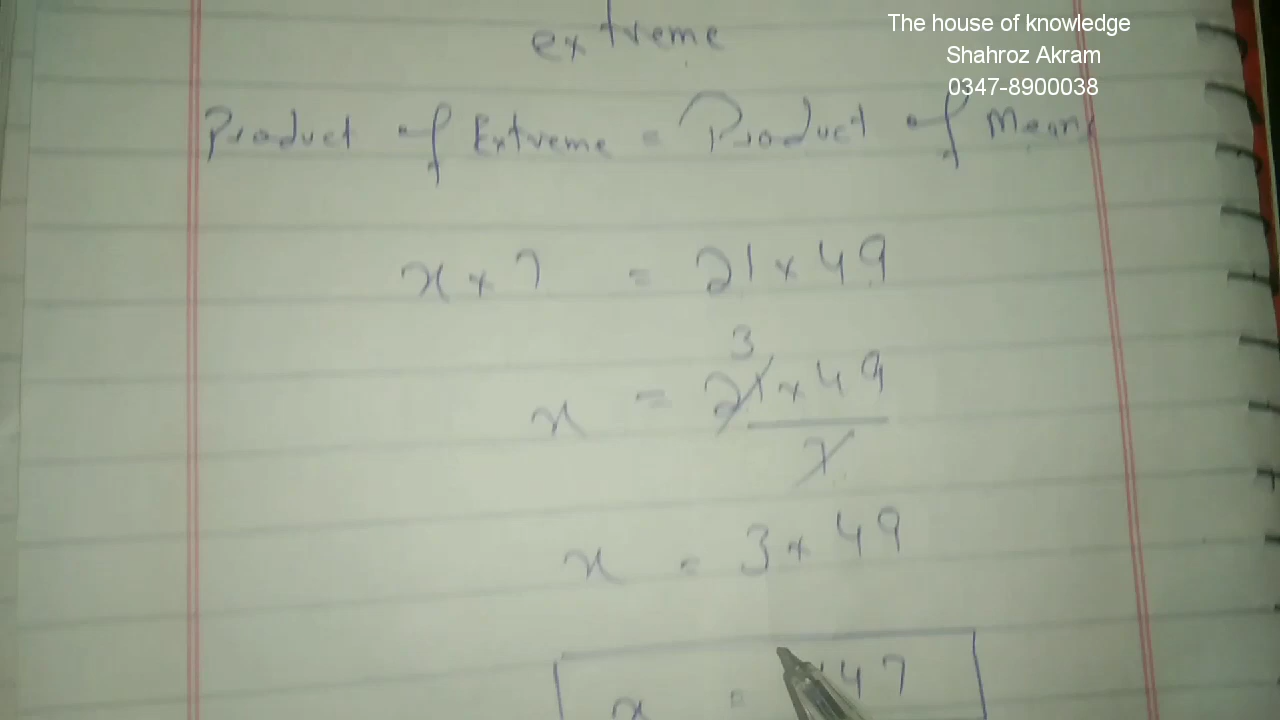 The house of knowledge
Shahroz Akram
0347-8900038
extreme
Product of Extreme = Product of Means
x × 7 = 21 × 49
3
x = 21 × 49
7
x = 3 × 49
x = 147